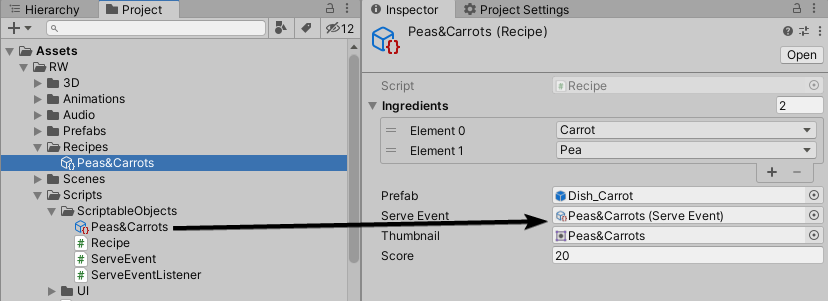 Hierarchy
Project
12
Assets
RW
3D
Animations
Audio
Prefabs
Recipes
Peas&Carrots
Scenes
Scripts
ScriptableObjects
Peas&Carrots
Recipe
ServeEvent
ServeEventListener
UI
Inspector
Project Settings
Peas&Carrots (Recipe)
Open
Script
Recipe
Ingredients
2
Element 0
Carrot
Element 1
Pea
Prefab
Dish_Carrot
Serve Event
Peas&Carrots (Serve Event)
Thumbnail
Peas&Carrots
Score
20